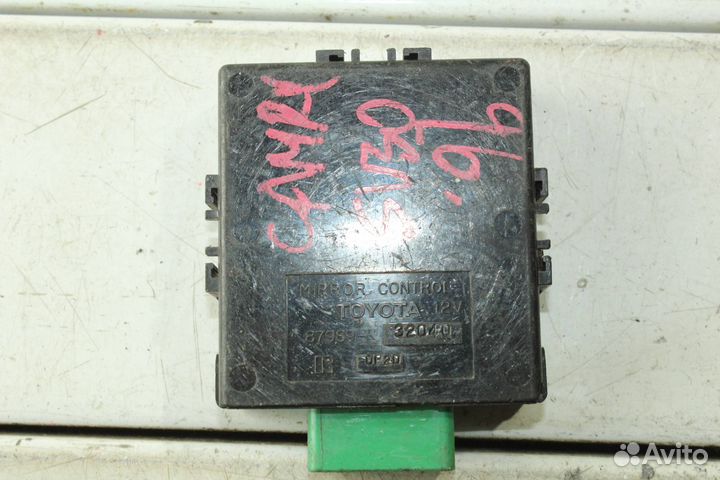 CAMRY
SV30
'96
MIRROR CONTROL
TOYOTA 12V
320
Avito